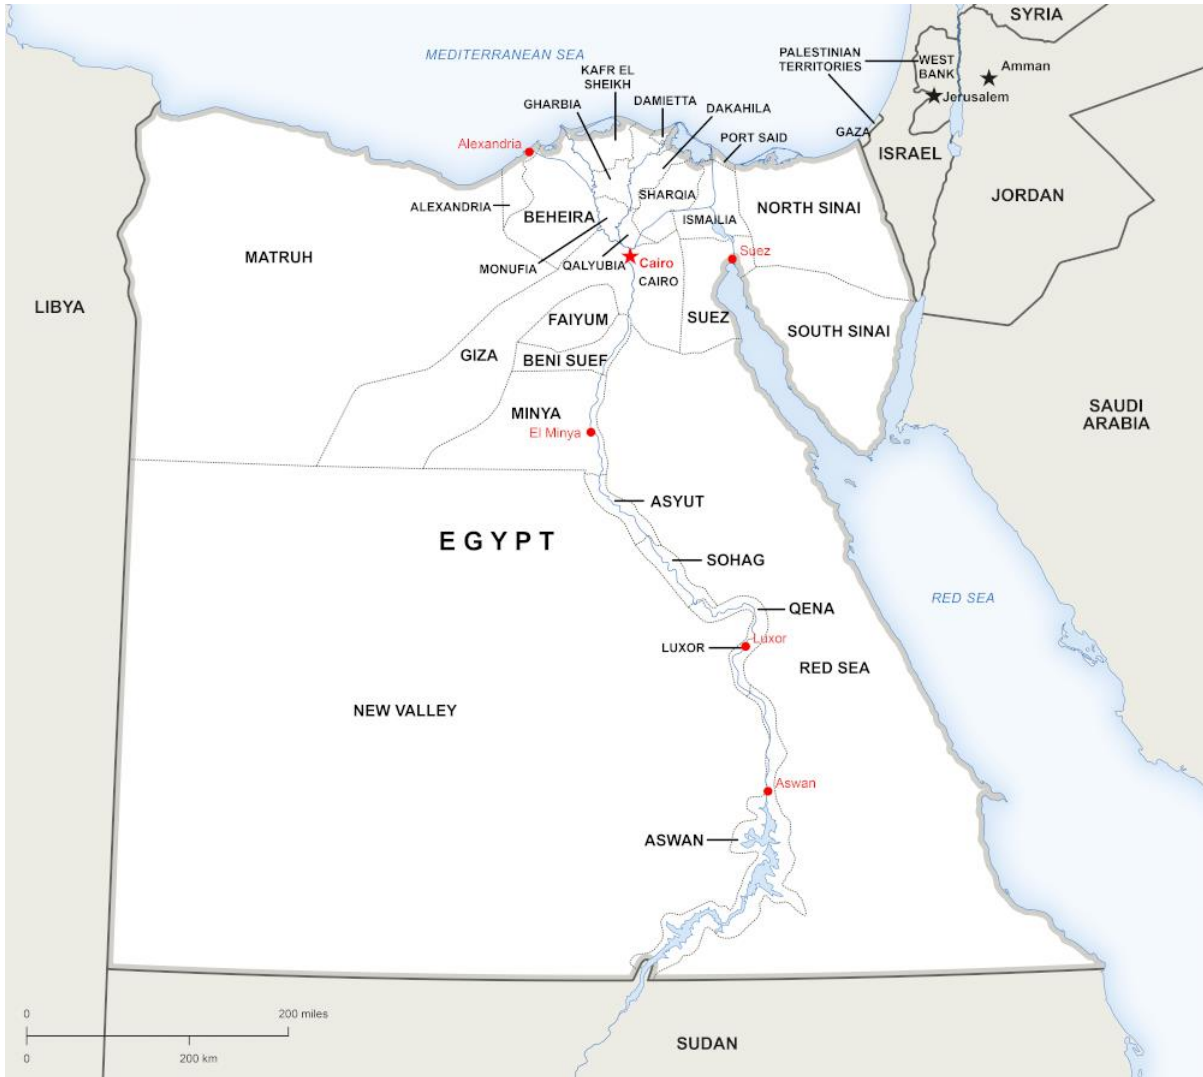 SYRIA
MEDITERRANEAN SEA
PALESTINIAN
TERRITORIES
WEST
BANK
Amman
Jerusalem
KAFR EL
SHEIKH
GHARBIA
DAMIETTA
DAKAHILA
PORT SAID
GAZA
ISRAEL
JORDAN
Alexandria
ALEXANDRIA
BEHEIRA
SHARQIA
ISMAILIA
NORTH SINAI
MATRUH
MONUFIA
QALYUBIA
Cairo
CAIRO
Suez
LIBYA
FAIYUM
SUEZ
SOUTH SINAI
GIZA
BENI SUEF
MINYA
El Minya
SAUDI
ARABIA
ASYUT
EGYPT
SOHAG
RED SEA
QENA
LUXOR
Luxor
RED SEA
NEW VALLEY
Aswan
ASWAN
0
200 miles
0
200 km
SUDAN